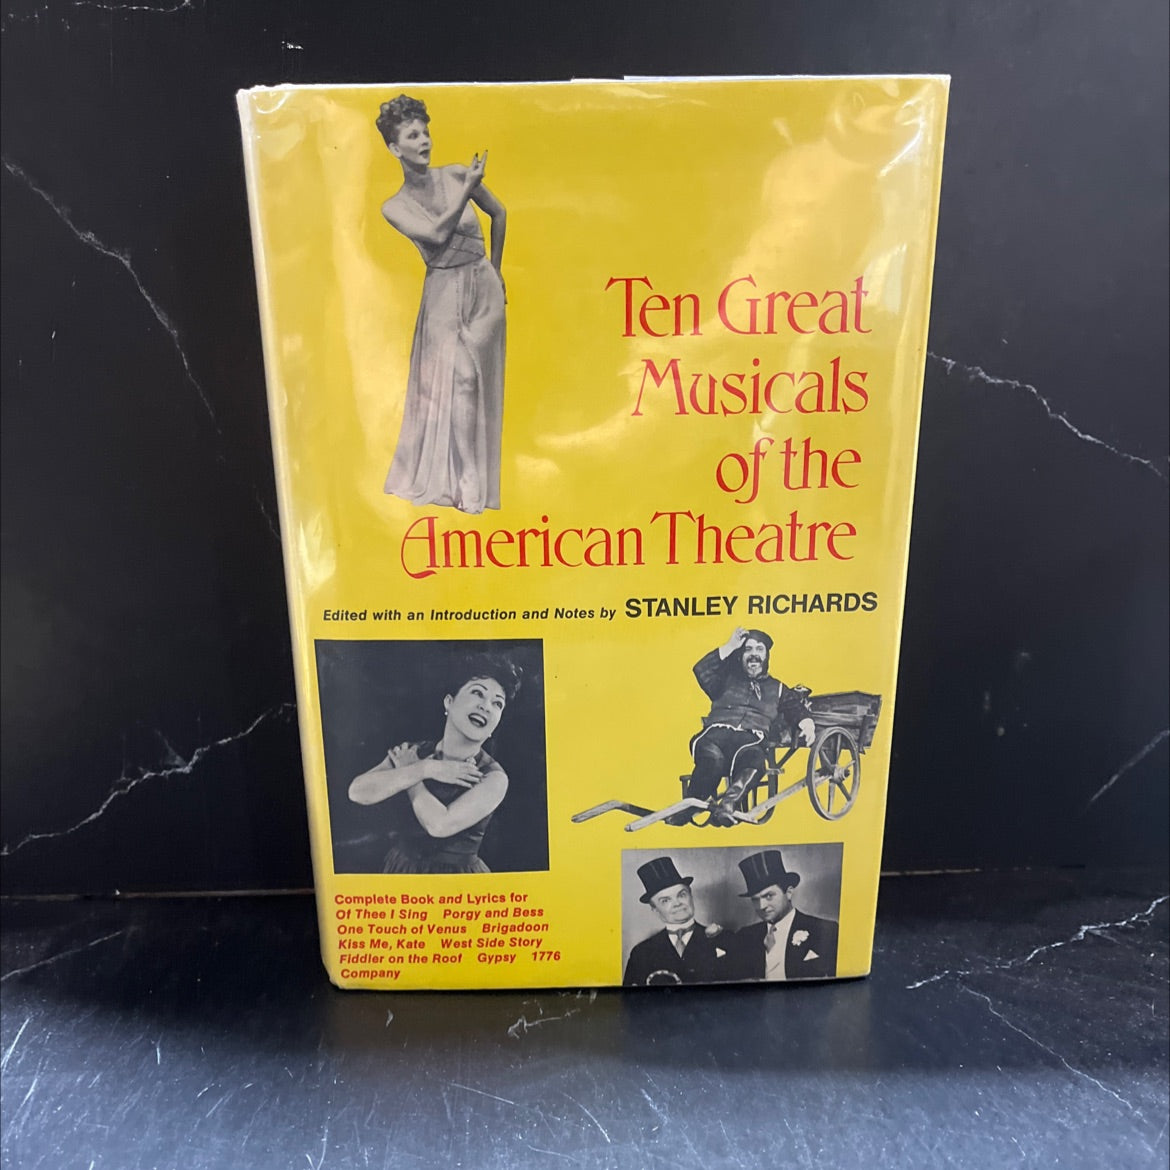 Ten Great
Musicals
of the
American Theatre
Edited with an Introduction and Notes by STANLEY RICHARDS
Complete Book and Lyrics for
Of Thee I Sing Porgy and Bess
One Touch of Venus Brigadoon
Kiss Me, Kate West Side Story
Fiddler on the Roof Gypsy 1776
Company